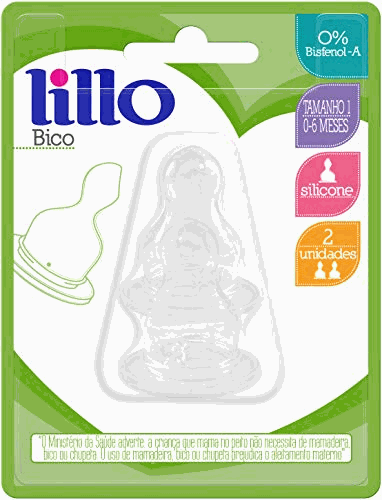 lillo
Bico
0%
Bisfenol-A
TAMANHO 1
0-6 MESES
silicone
2
unidades
"O Ministério da Saúde adverte: a criança que mama no peito não necessita de mamadeira,
bico ou chupeta. O uso de mamadeira, bico ou chupeta prejudica o aleitamento materno"